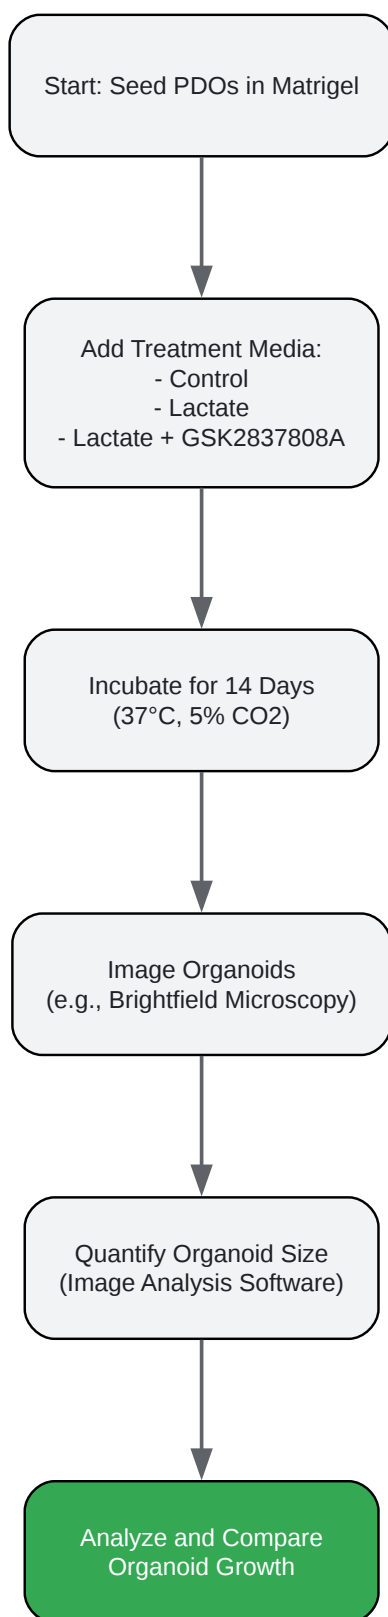 Start: Seed PDOs in Matrigel
Add Treatment Media:
- Control
- Lactate
- Lactate + GSK2837808A
Incubate for 14 Days
(37°C, 5% CO2)
Image Organoids
(e.g., Brightfield Microscopy)
Quantify Organoid Size
(Image Analysis Software)
Analyze and Compare
Organoid Growth